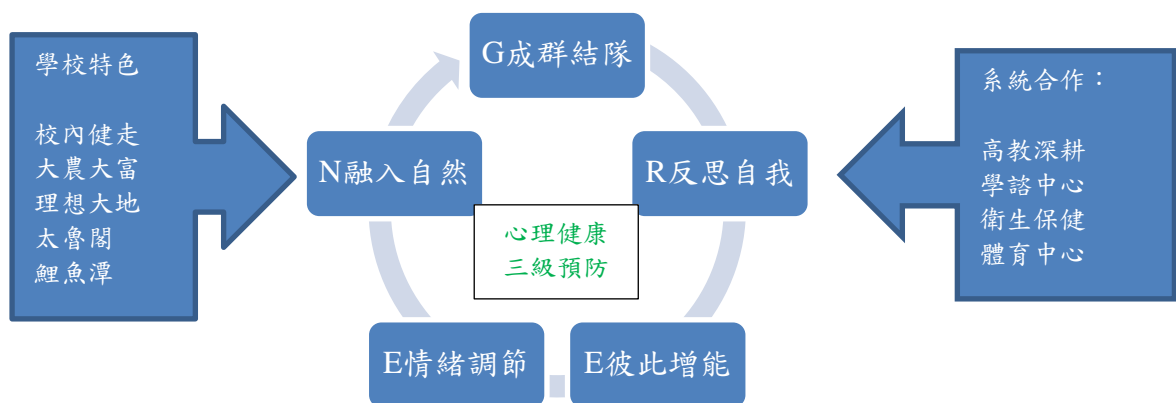 學校特色
校內健走
大農大富
理想大地
太魯閣
鯉魚潭
G成群結隊
N融入自然
R反思自我
心理健康
三級預防
E情緒調節
E彼此增能
系統合作：
高教深耕
學諮中心
衛生保健
體育中心